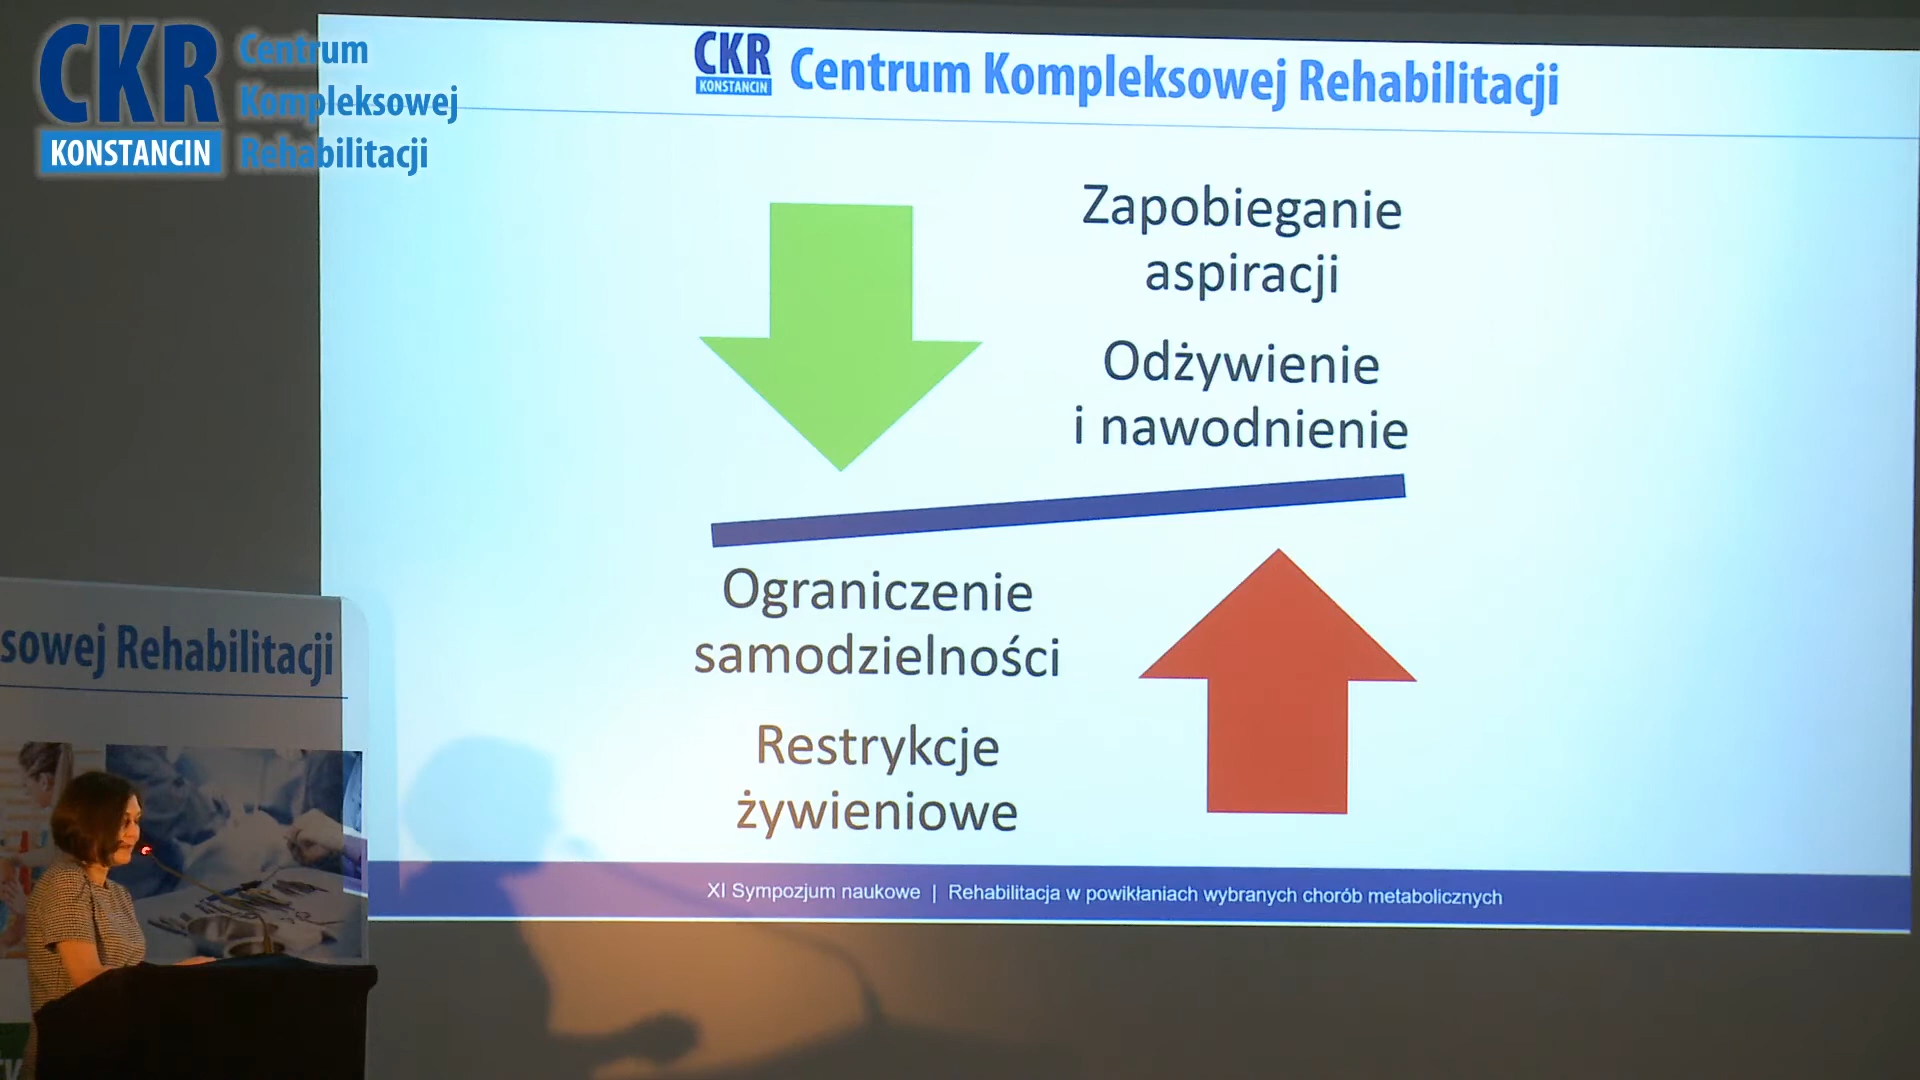 CKR
KONSTANCIN
Centrum
Kompleksowej
Rehabilitacji
CKR
KONSTANCIN
Centrum Kompleksowej Rehabilitacji
Zapobieganie
aspiracji
Odżywienie
i nawodnienie
Ograniczenie
samodzielności
Restrykcje
żywieniowe
XI Sympozjum naukowe | Rehabilitacja w powikłaniach wybranych chorób metabolicznych
sowej Rehabilitacji